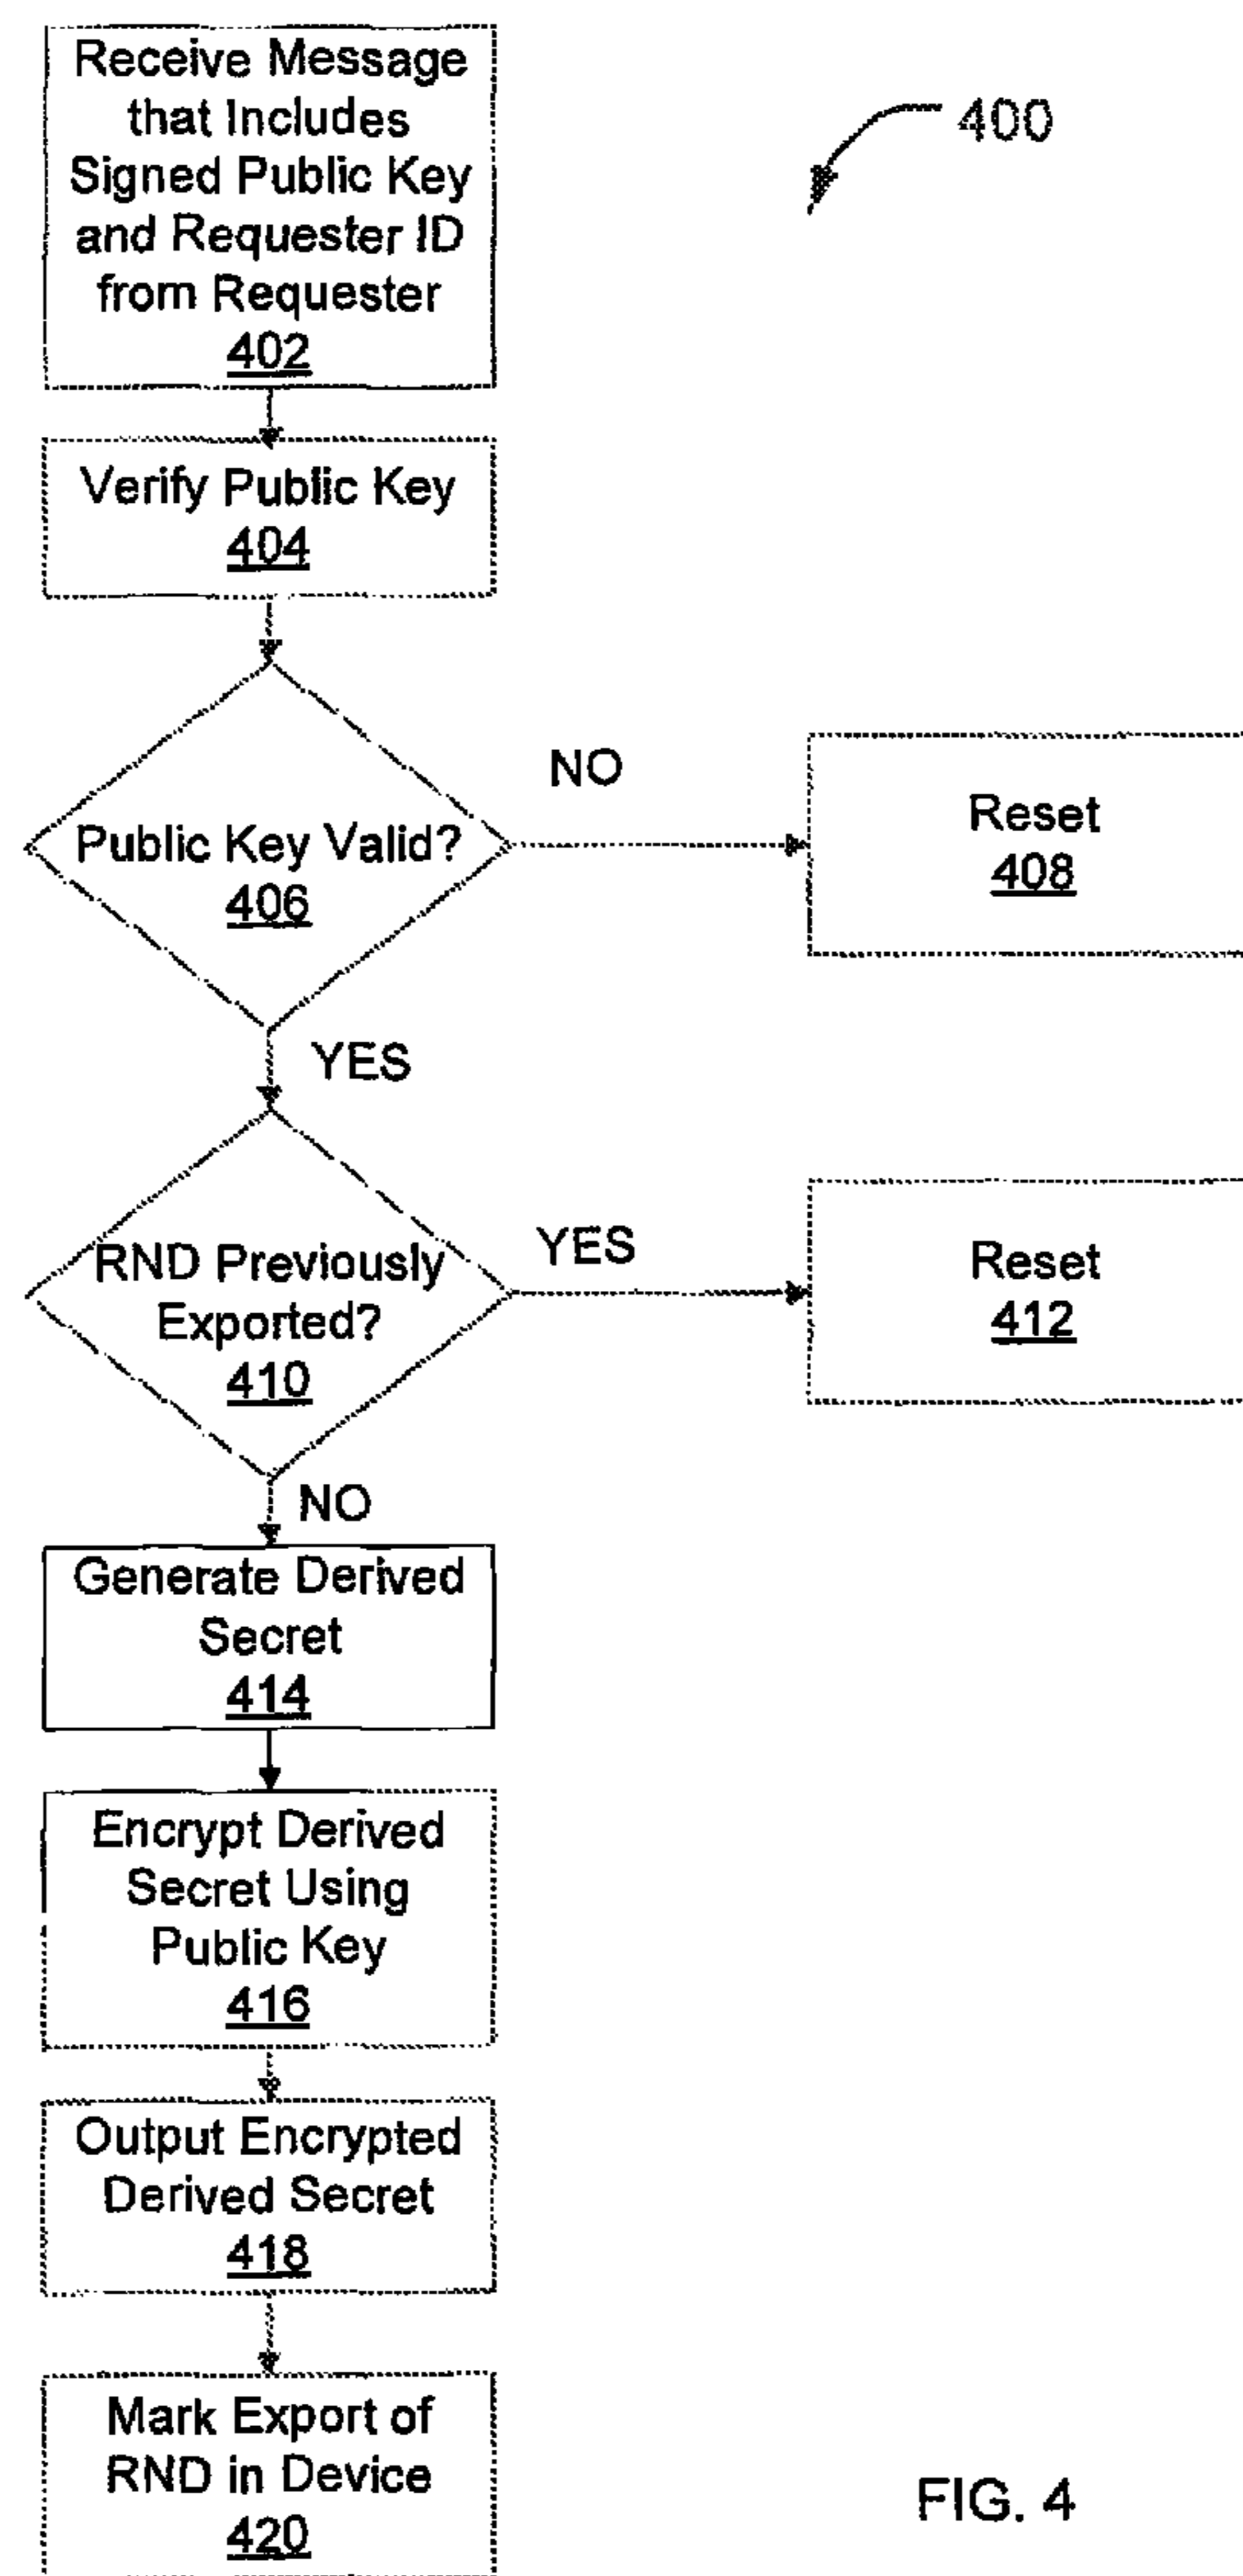 Receive Message
that Includes
Signed Public Key
and Requester ID
from Requester
402
400
Verify Public Key
404
Public Key Valid?
406
NO
Reset
408
YES
RND Previously
Exported?
410
YES
Reset
412
NO
Generate Derived
Secret
414
Encrypt Derived
Secret Using
Public Key
416
Output Encrypted
Derived Secret
418
Mark Export of
RND in Device
420
FIG. 4